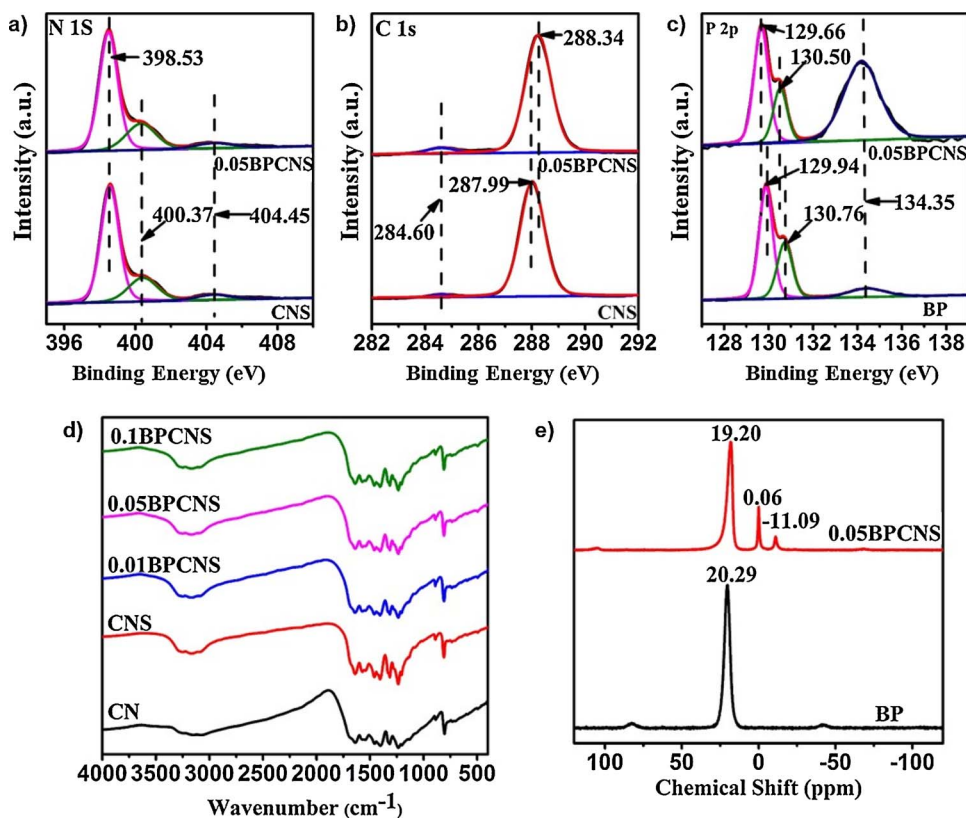 a)
N 1S
398.53
0.05BPCNS
400.37
404.45
CNS
Intensity (a.u.)
396 400 404 408
Binding Energy (eV)
b)
C 1s
288.34
0.05BPCNS
287.99
284.60
CNS
Intensity (a.u.)
282 284 286 288 290 292
Binding Energy (eV)
c)
P 2p
129.66
130.50
0.05BPCNS
129.94
130.76
134.35
BP
Intensity (a.u.)
128 130 132 134 136 138
Binding Energy (eV)
d)
0.1BPCNS
0.05BPCNS
0.01BPCNS
CNS
CN
4000 3500 3000 2500 2000 1500 1000 500
Wavenumber (cm-1)
e)
19.20
0.06
-11.09
0.05BPCNS
20.29
BP
100 50 0 -50 -100
Chemical Shift (ppm)